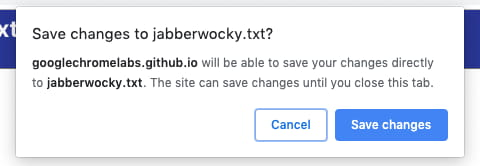 xt
Save changes to jabberwocky.txt?
googlechromelabs.github.io will be able to save your changes directly
to jabberwocky.txt. The site can save changes until you close this tab.
Cancel
Save changes